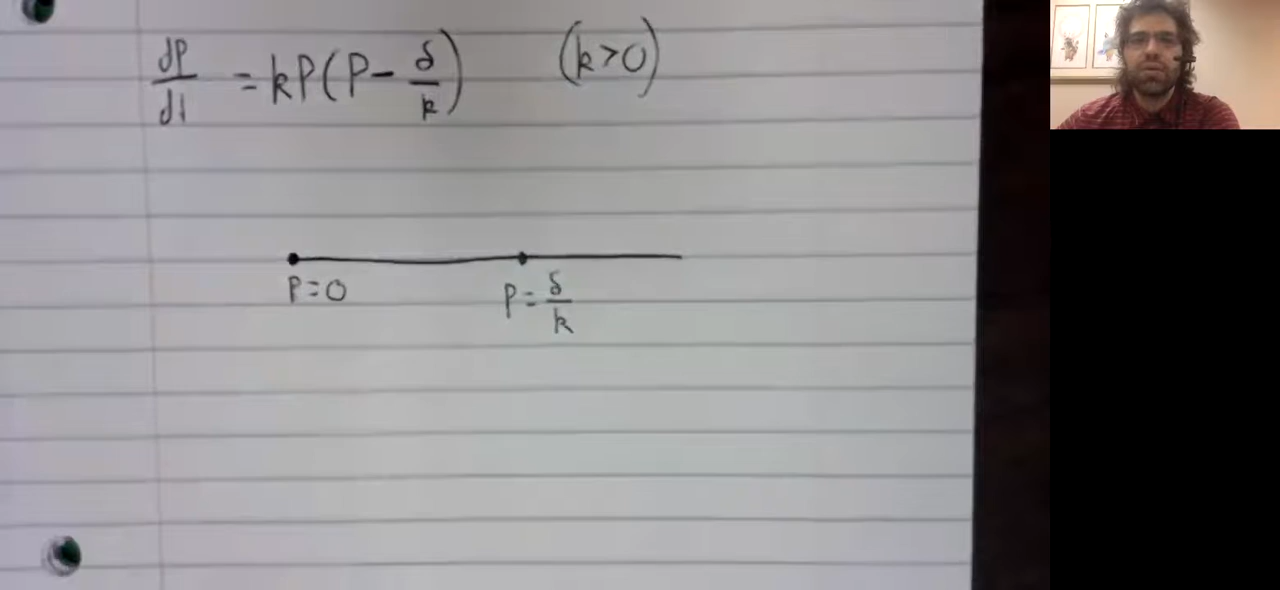 dP/dt = kP(P - δ/k) (k>0)
P=0 P=δ/k